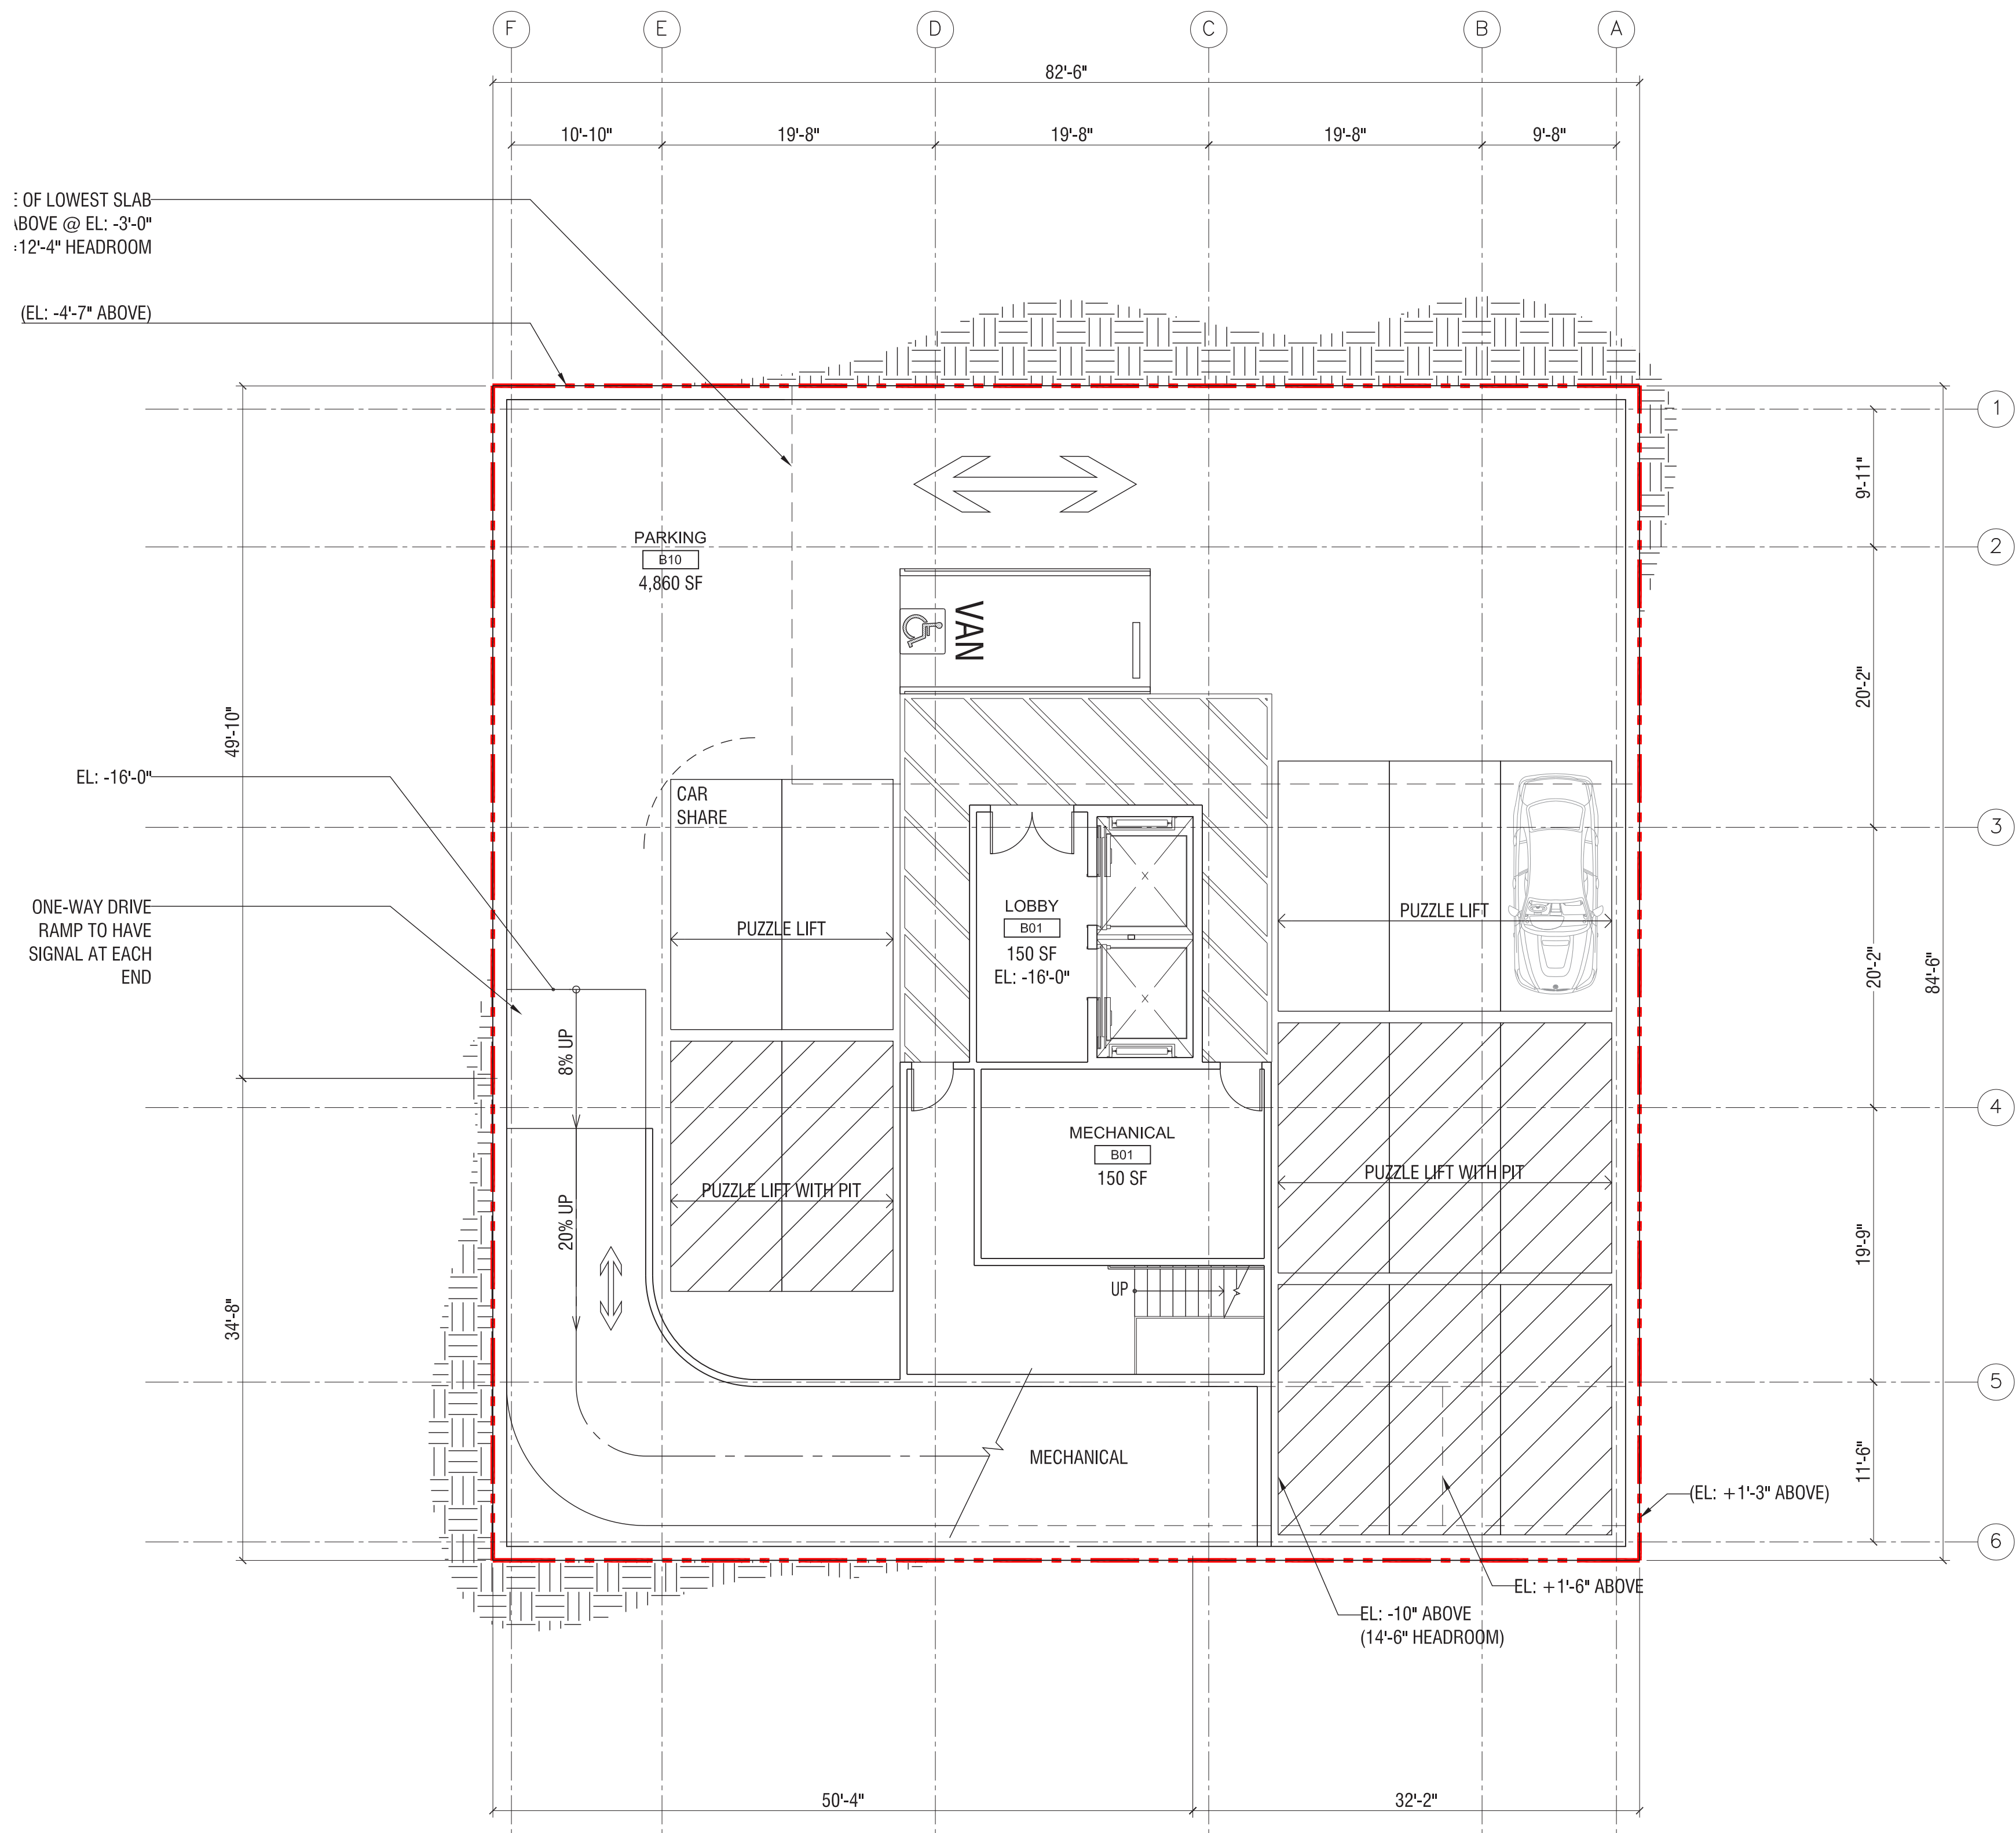 F
E
D
C
B
A
82'-6"
10'-10"
19'-8"
19'-8"
19'-8"
9'-8"
OF LOWEST SLAB
ABOVE @ EL: -3'-0"
12'-4" HEADROOM
(EL: -4'-7" ABOVE)
1
9'-11"
PARKING
B10
4,860 SF
2
VAN
20'-2"
49'-10"
EL: -16'-0"
CAR
SHARE
3
ONE-WAY DRIVE
RAMP TO HAVE
SIGNAL AT EACH
END
PUZZLE LIFT
LOBBY
B01
150 SF
EL: -16'-0"
PUZZLE LIFT
20'-2"
84'-6"
8% UP
4
MECHANICAL
B01
150 SF
PUZZLE LIFT WITH PIT
PUZZLE LIFT WITH PIT
20% UP
19'-9"
34'-8"
UP
5
MECHANICAL
11'-6"
(EL: +1'-3" ABOVE)
6
EL: +1'-6" ABOVE
EL: -10" ABOVE
(14'-6" HEADROOM)
50'-4"
32'-2"